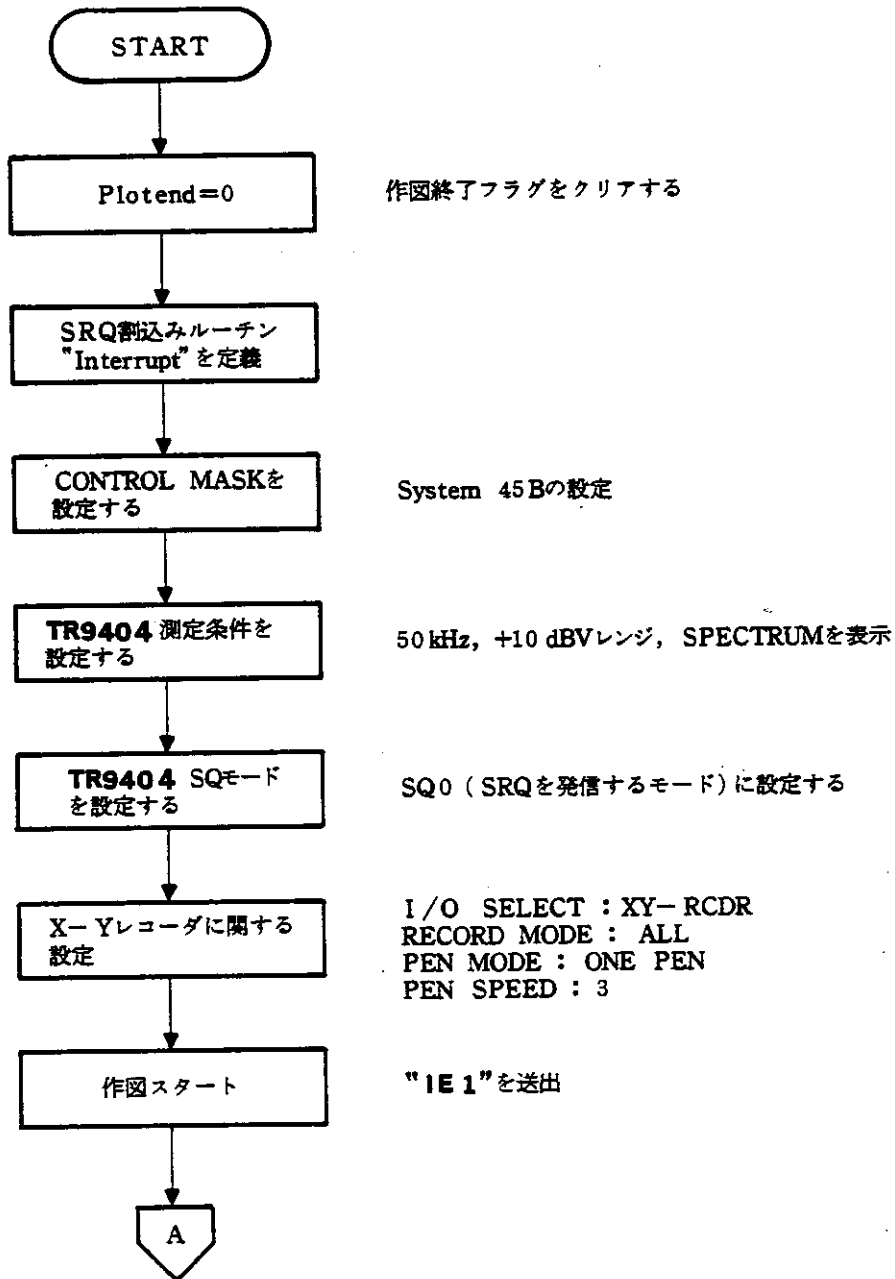 START
Plotend=0
作図終了フラグをクリアする
SRQ割込みルーチン
"Interrupt"を定義
CONTROL MASKを
設定する
System 45Bの設定
TR9404 測定条件を
設定する
50kHz, +10 dBVレンジ, SPECTRUMを表示
TR9404 SQモード
を設定する
SQ0 (SRQを発信するモード)に設定する
X-Yレコーダに関する
設定
I/O SELECT : XY-RCDR
RECORD MODE : ALL
PEN MODE : ONE PEN
PEN SPEED : 3
作図スタート
"IE1"を送出
A